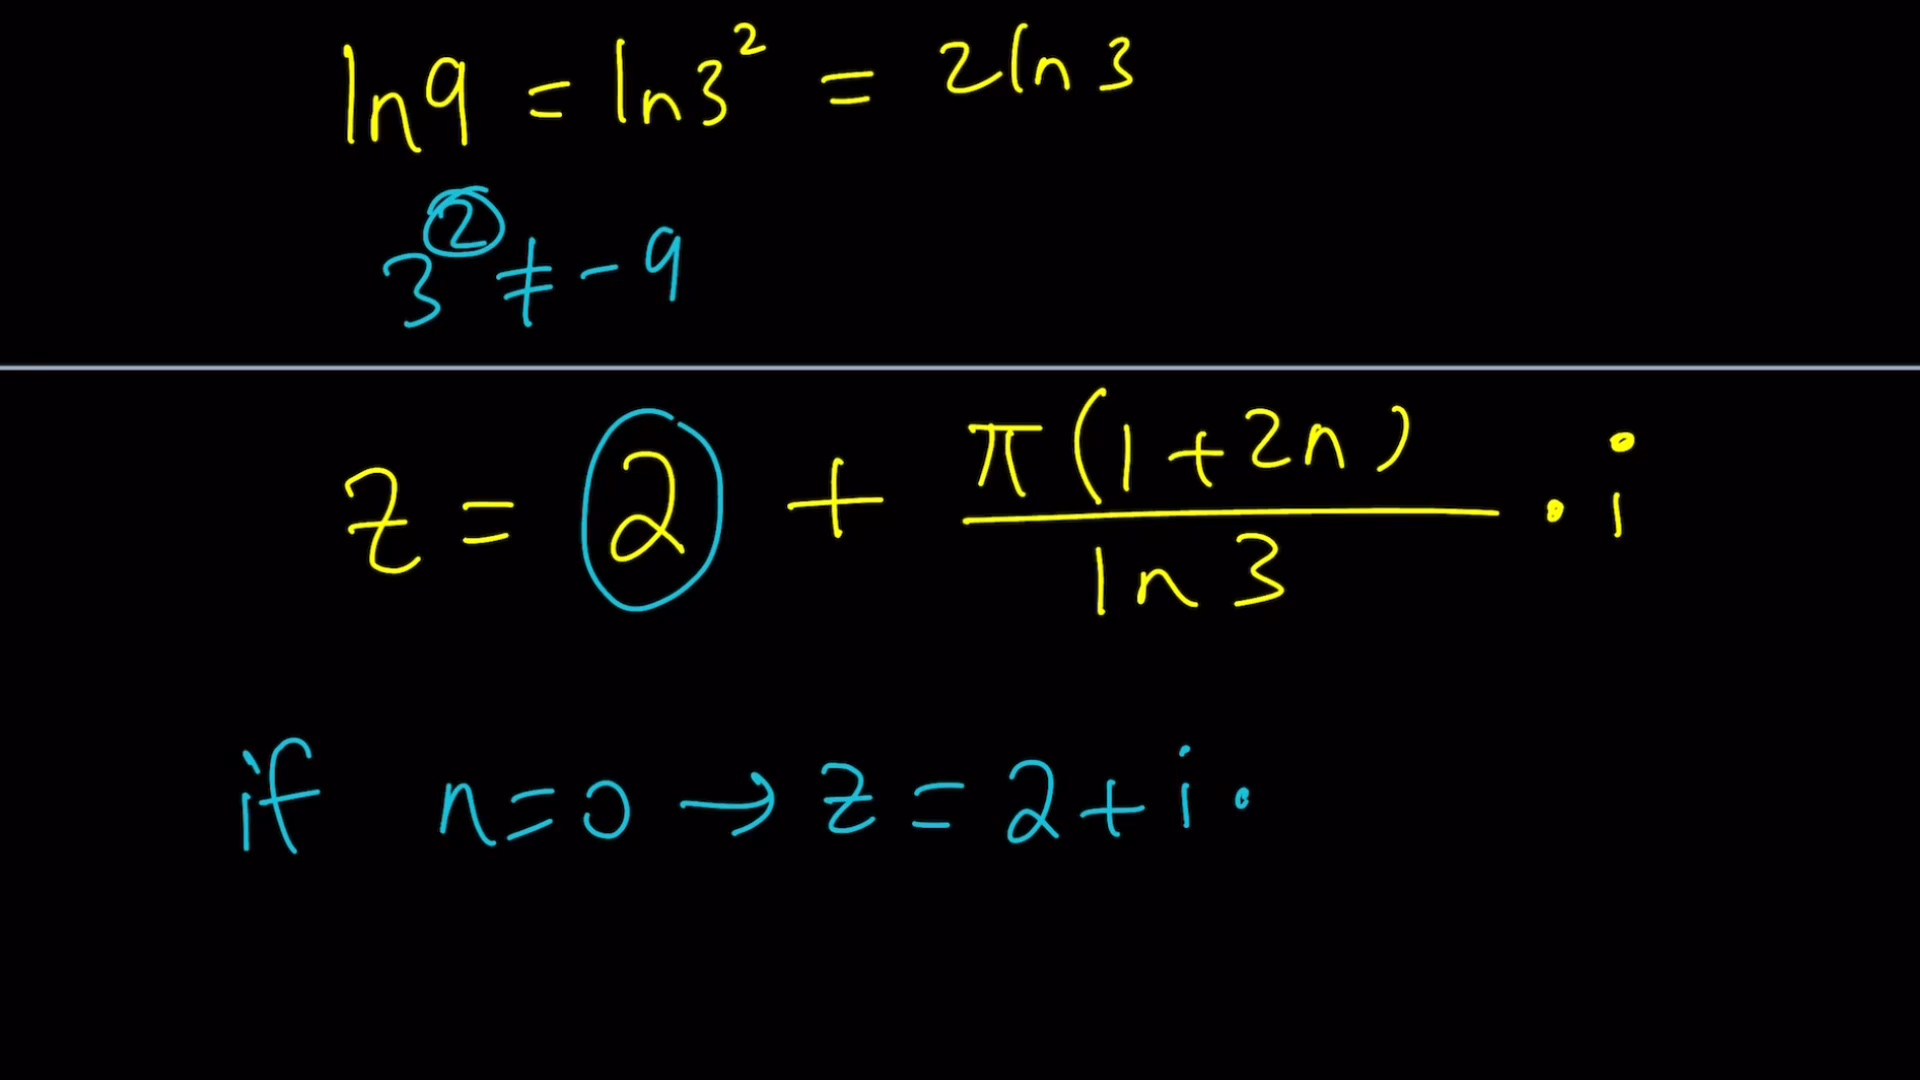 ln9 = ln3² = 2ln3
3² ≠ -9
z = 2 + π(1+2n)/ln3 · i
if n=0 → z = 2+i·